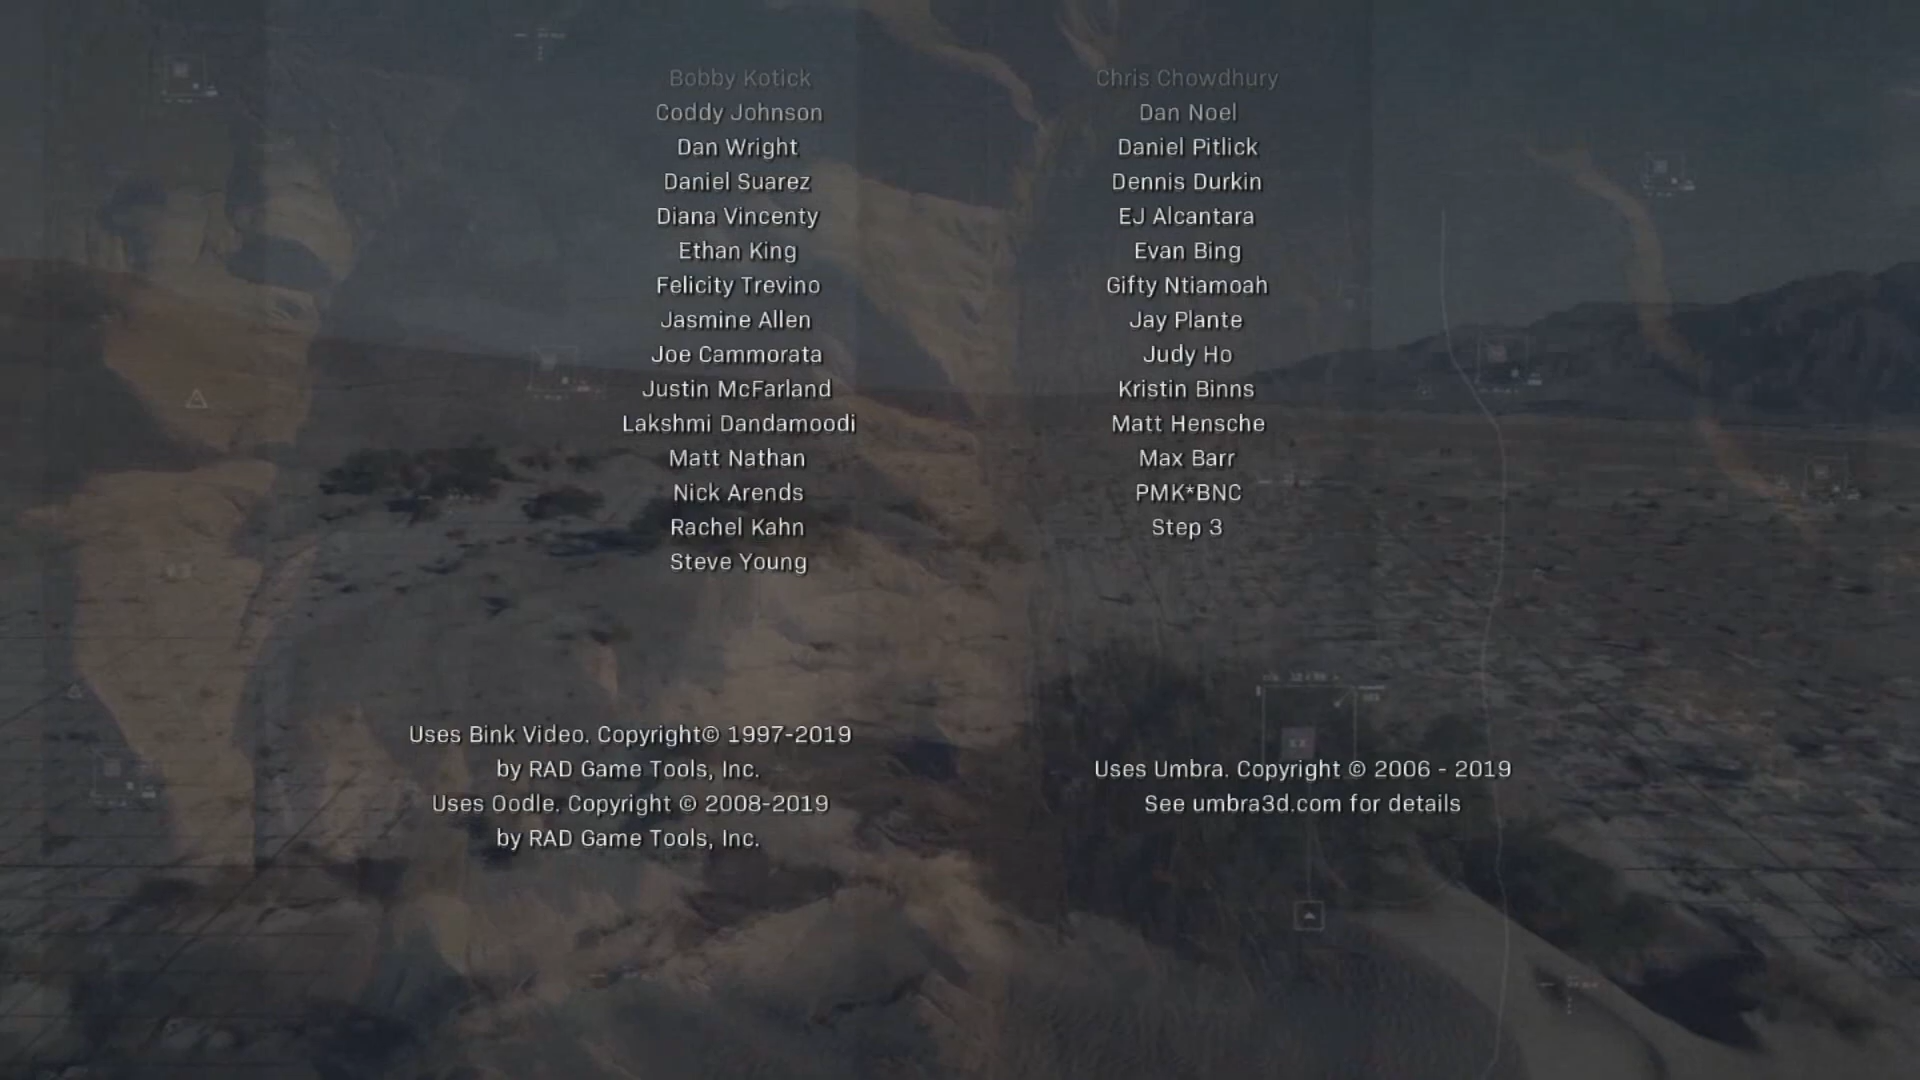 Bobby Kotick
Coddy Johnson
Dan Wright
Daniel Suarez
Diana Vincenty
Ethan King
Felicity Trevino
Jasmine Allen
Joe Cammorata
Justin McFarland
Lakshmi Dandamoodi
Matt Nathan
Nick Arends
Rachel Kahn
Steve Young
Chris Chowdhury
Dan Noel
Daniel Pitlick
Dennis Durkin
EJ Alcantara
Evan Bing
Gifty Ntiamoah
Jay Plante
Judy Ho
Kristin Binns
Matt Hensche
Max Barr
PMK*BNC
Step 3
Uses Bink Video. Copyright© 1997-2019
by RAD Game Tools, Inc.
Uses Oodle. Copyright © 2008-2019
by RAD Game Tools, Inc.
Uses Umbra. Copyright © 2006 - 2019
See umbra3d.com for details